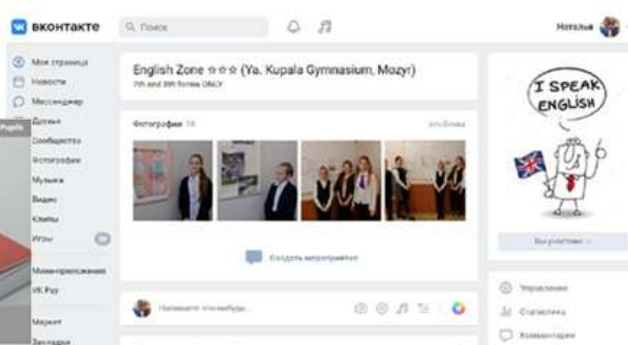 ВКОНТАКТЕ
Поиск
Наталья
Моя страница
Новости
Мессенджер
Друзья
Сообщества
Фотографии
Музыка
Видео
Клипы
Игры
Мини-приложения
VK Pay
Маркет
Закладки
English Zone ☆☆☆ (Ya. Kupala Gymnasium, Mozyr)
7th and 8th forms ONLY
Фотографии 16
альбомы
Создать мероприятие
Напишите что-нибудь...
I SPEAK
ENGLISH
Вы участник
Управление
Статистика
Комментарии